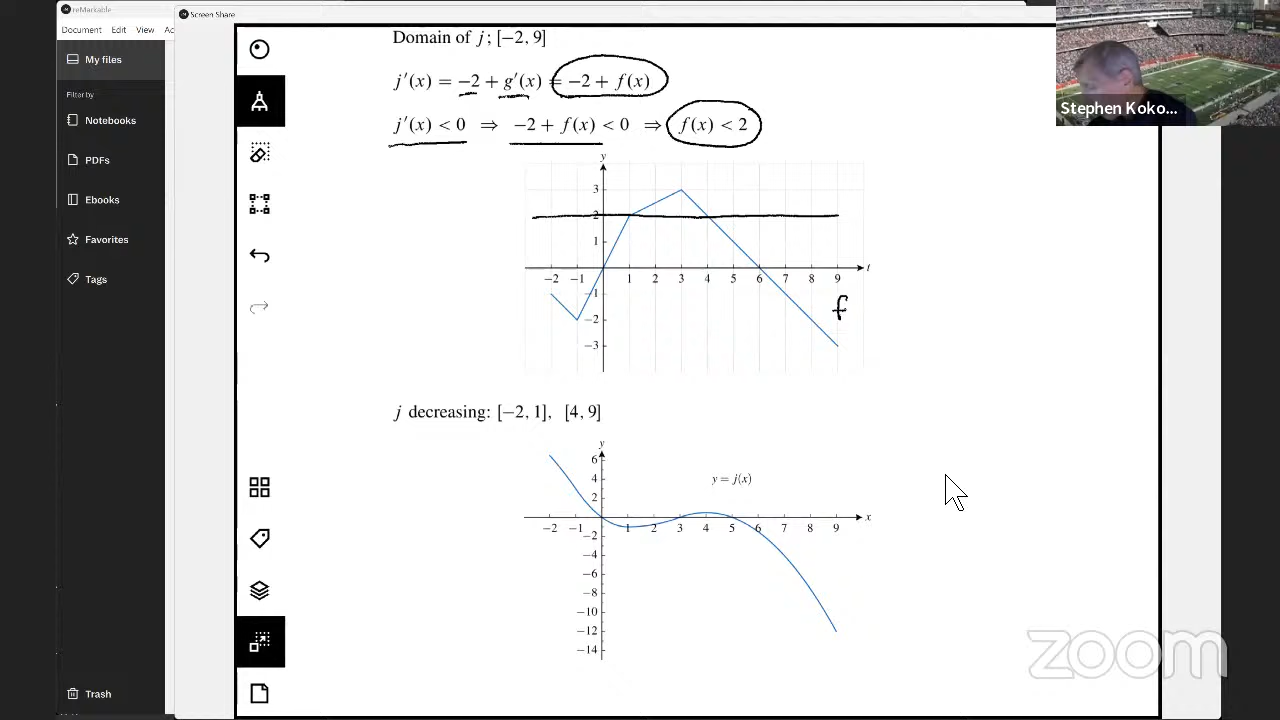 reMarkable
Screen Share
Document Edit View
My files
Filter by
Notebooks
PDFs
Ebooks
Favorites
Tags
Trash
Stephen Koko...
Domain of j ; [−2, 9]
j′(x) = −2 + g′(x) = −2 + f(x)
j′(x) < 0 ⇒ −2 + f(x) < 0 ⇒ f(x) < 2
y
3
2
1
−2 −1 1 2 3 4 5 6 7 8 9 t
−1
−2
−3
f
j decreasing: [−2, 1], [4, 9]
y
6
4
2
y = j(x)
−2 −1 1 2 3 4 5 6 7 8 9 x
−2
−4
−6
−8
−10
−12
−14
zoom